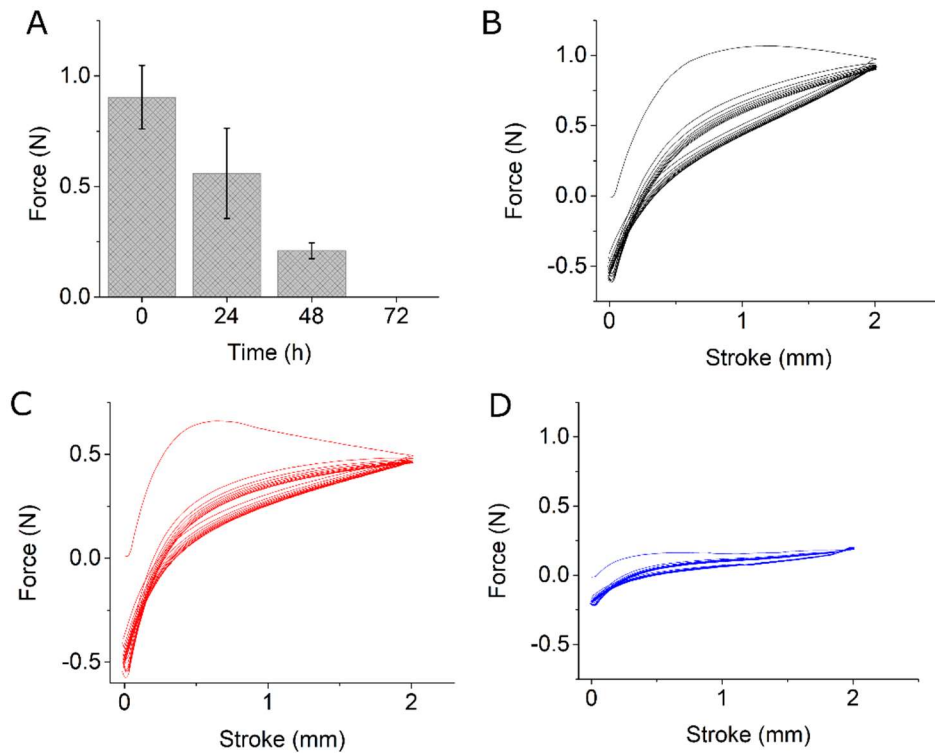 A
Force (N)
1.0
0.5
0.0
0 24 48 72
Time (h)
B
Force (N)
1.0
0.5
0.0
-0.5
0 1 2
Stroke (mm)
C
Force (N)
0.5
0.0
-0.5
0 1 2
Stroke (mm)
D
Force (N)
1.0
0.5
0.0
-0.5
0 1 2
Stroke (mm)